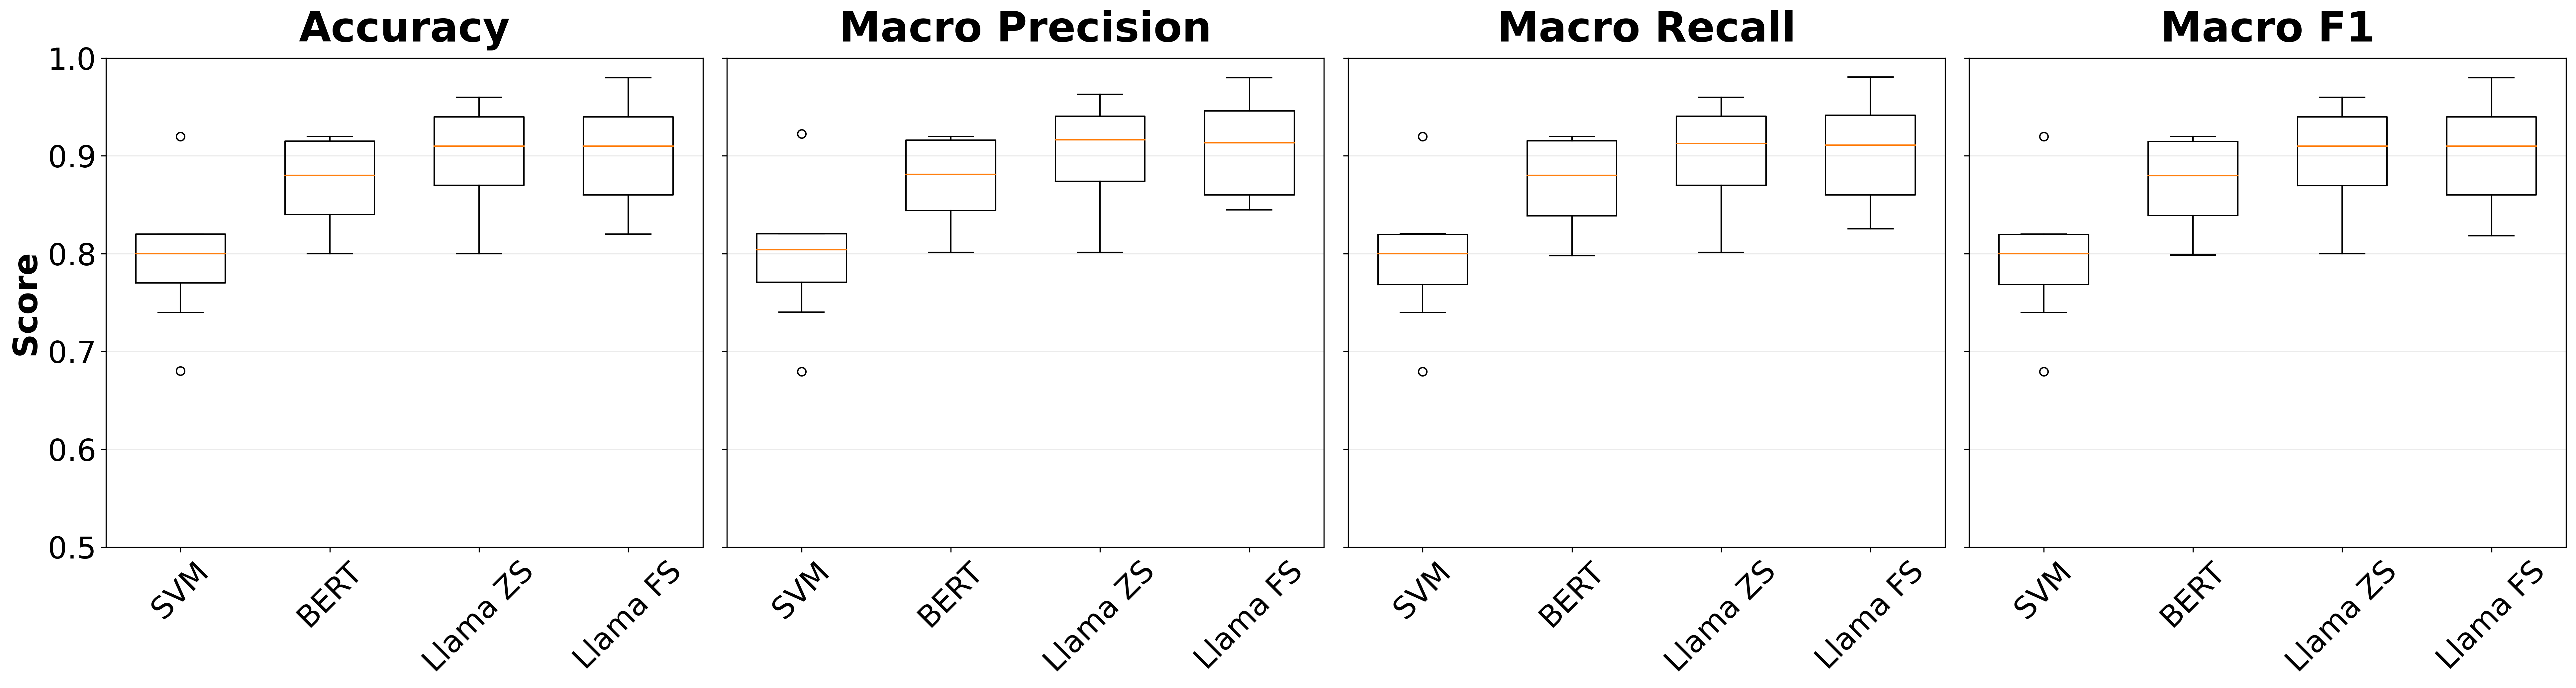 Accuracy
Macro Precision
Macro Recall
Macro F1
Score
1.0
0.9
0.8
0.7
0.6
0.5
SVM
BERT
Llama ZS
Llama FS
SVM
BERT
Llama ZS
Llama FS
SVM
BERT
Llama ZS
Llama FS
SVM
BERT
Llama ZS
Llama FS